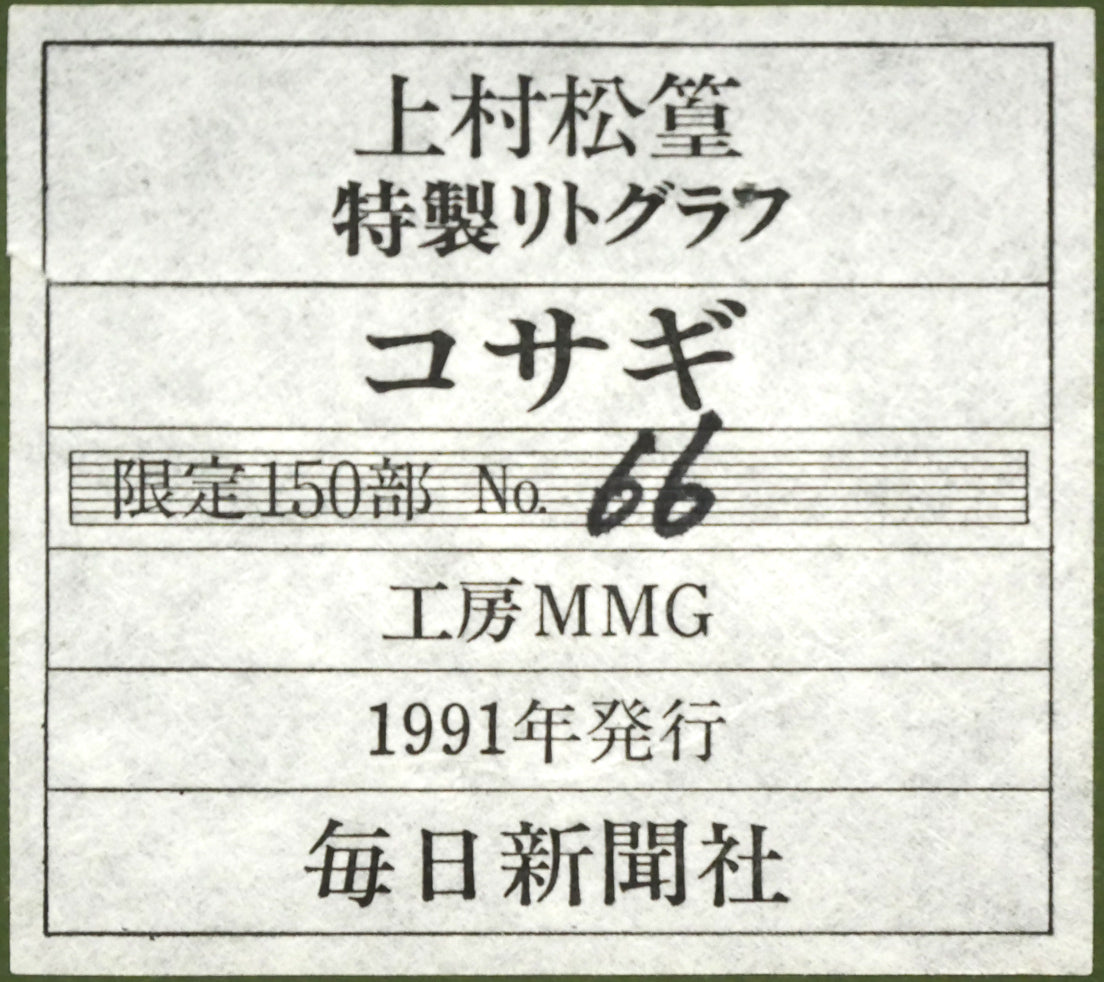 上村松篁
特製リトグラフ
コサギ
限定150部 No. 66
工房MMG
1991年発行
毎日新聞社